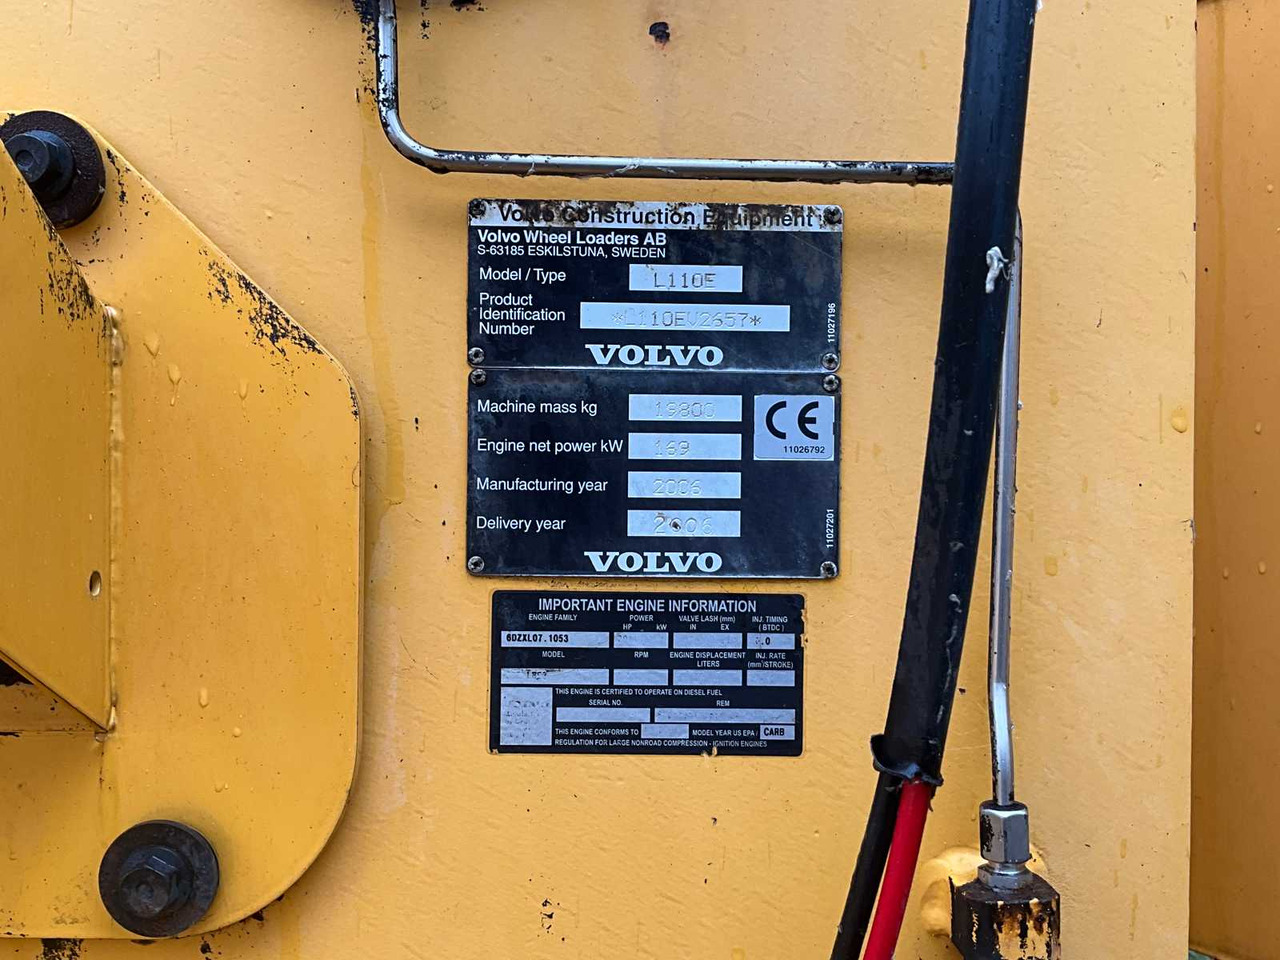 Volvo Construction Equipment
Volvo Wheel Loaders AB
S-63185 ESKILSTUNA, SWEDEN
Model / Type L110E
Product
Identification *L110EV2657*
Number
11027196
VOLVO
Machine mass kg 19800
CE
Engine net power kW 169
11026792
Manufacturing year 2006
Delivery year 2006
11027201
VOLVO
IMPORTANT ENGINE INFORMATION
ENGINE FAMILY POWER VALVE LASH (mm) INJ. TIMING
HP kW IN EX (BTDC)
6DZXL07.1053
MODEL RPM ENGINE DISPLACEMENT INJ. RATE
LITERS (mm³/STROKE)
THIS ENGINE IS CERTIFIED TO OPERATE ON DIESEL FUEL
SERIAL NO. REM
THIS ENGINE CONFORMS TO MODEL YEAR US EPA / CARB
REGULATION FOR LARGE NONROAD COMPRESSION - IGNITION ENGINES